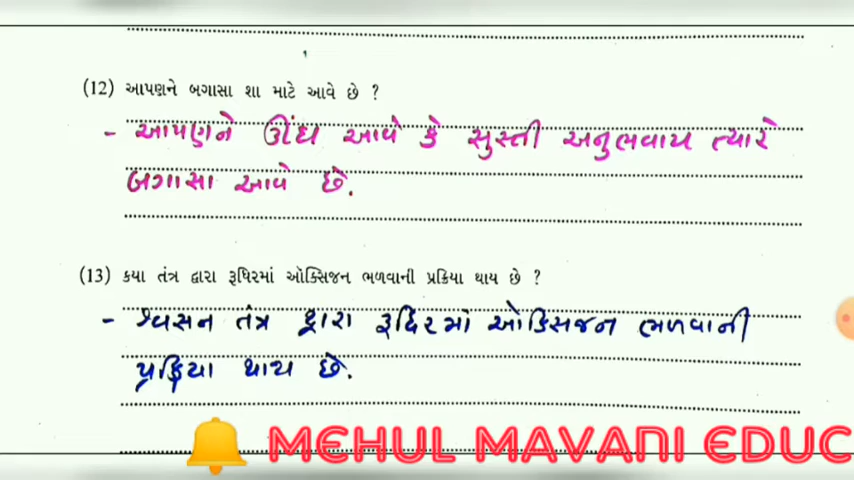 (12) આપણને બગાસા શા માટે આવે છે ?
- આપણને ઊંઘ આવે કે સુસ્તી અનુભવાય ત્યારે
બગાસા આવે છે.
(13) કયા તંત્ર દ્વારા રૂધિરમાં ઑક્સિજન ભળવાની પ્રક્રિયા થાય છે ?
- શ્વસન તંત્ર દ્વારા રૂધિરમાં ઓક્સિજન ભળવાની
પ્રક્રિયા થાય છે.
MEHUL MAVANI EDUC